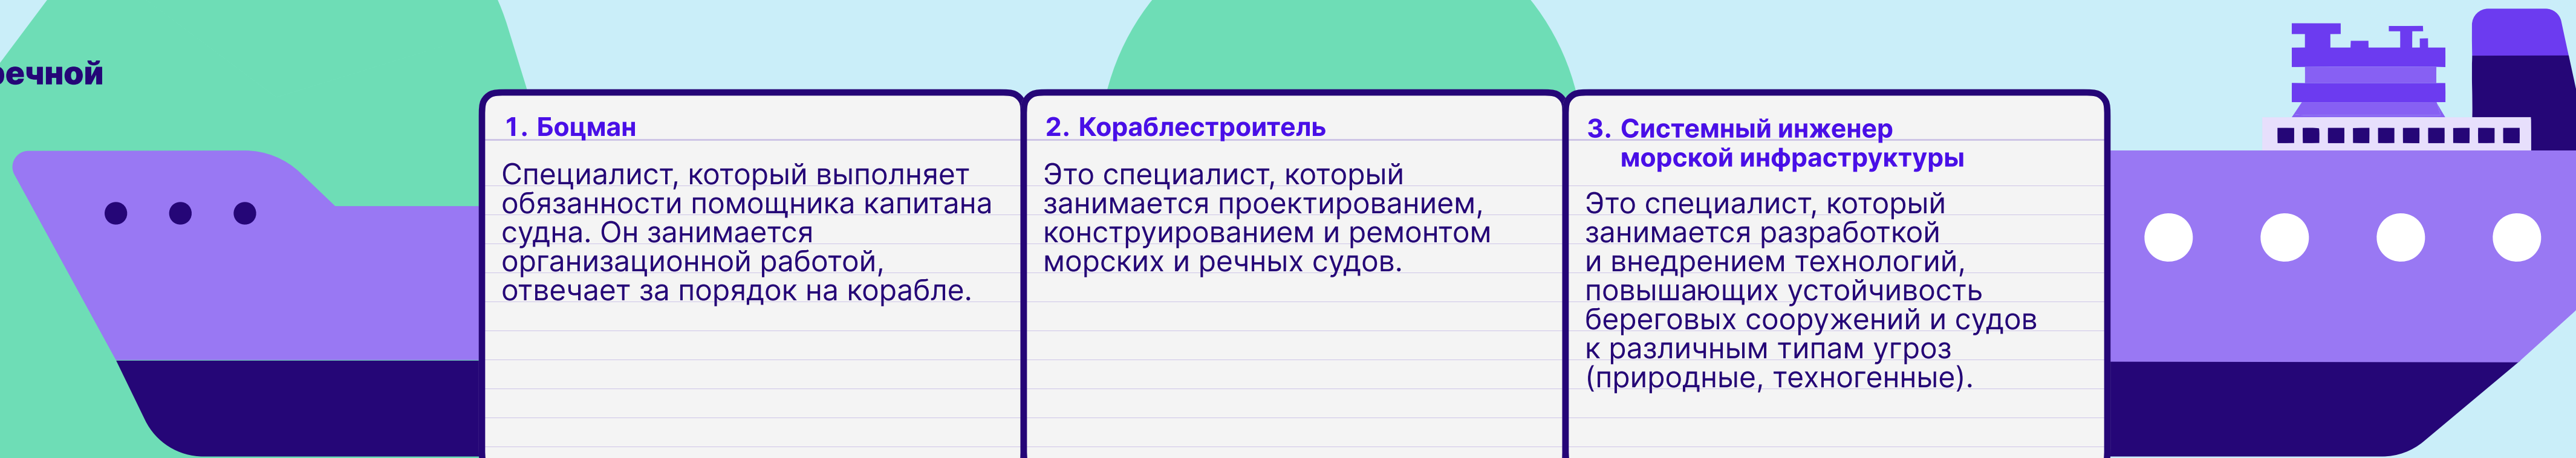 ечной
1. Боцман
Специалист, который выполняет
обязанности помощника капитана
судна. Он занимается
организационной работой,
отвечает за порядок на корабле.
2. Кораблестроитель
Это специалист, который
занимается проектированием,
конструированием и ремонтом
морских и речных судов.
3. Системный инженер
морской инфраструктуры
Это специалист, который
занимается разработкой
и внедрением технологий,
повышающих устойчивость
береговых сооружений и судов
к различным типам угроз
(природные, техногенные).